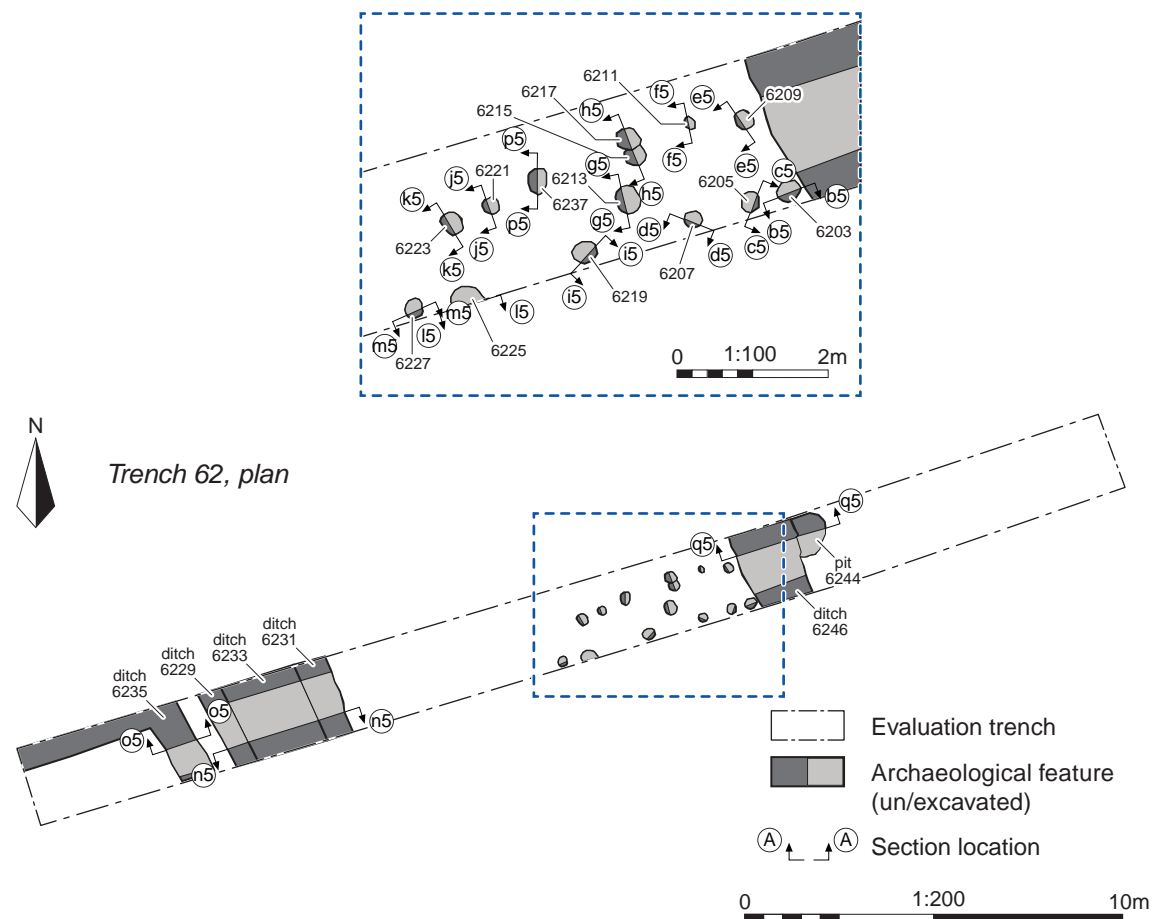 6211
6217
f5
e5
6209
6215
h5
p5
6221
6213
g5
f5
e5
c5
j5
6205
k5
h5
b5
6237
p5
g5
d5
b5
6203
6223
j5
i5
d5
c5
k5
6207
6219
i5
m5
l5
l5
m5
6225
6227
0 1:100 2m
N
Trench 62, plan
q5
q5
pit
6244
ditch
6246
ditch
6231
ditch
6233
ditch
6229
ditch
6235
o5
o5
n5
n5
Evaluation trench
Archaeological feature
(un/excavated)
A A Section location
0 1:200 10m